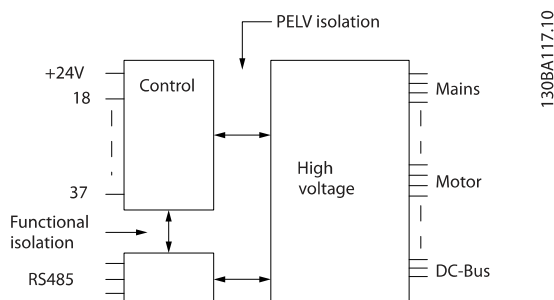 PELV isolation
130BA117.10
+24V
Control
18
Mains
High
voltage
Motor
37
Functional
isolation
RS485
DC-Bus